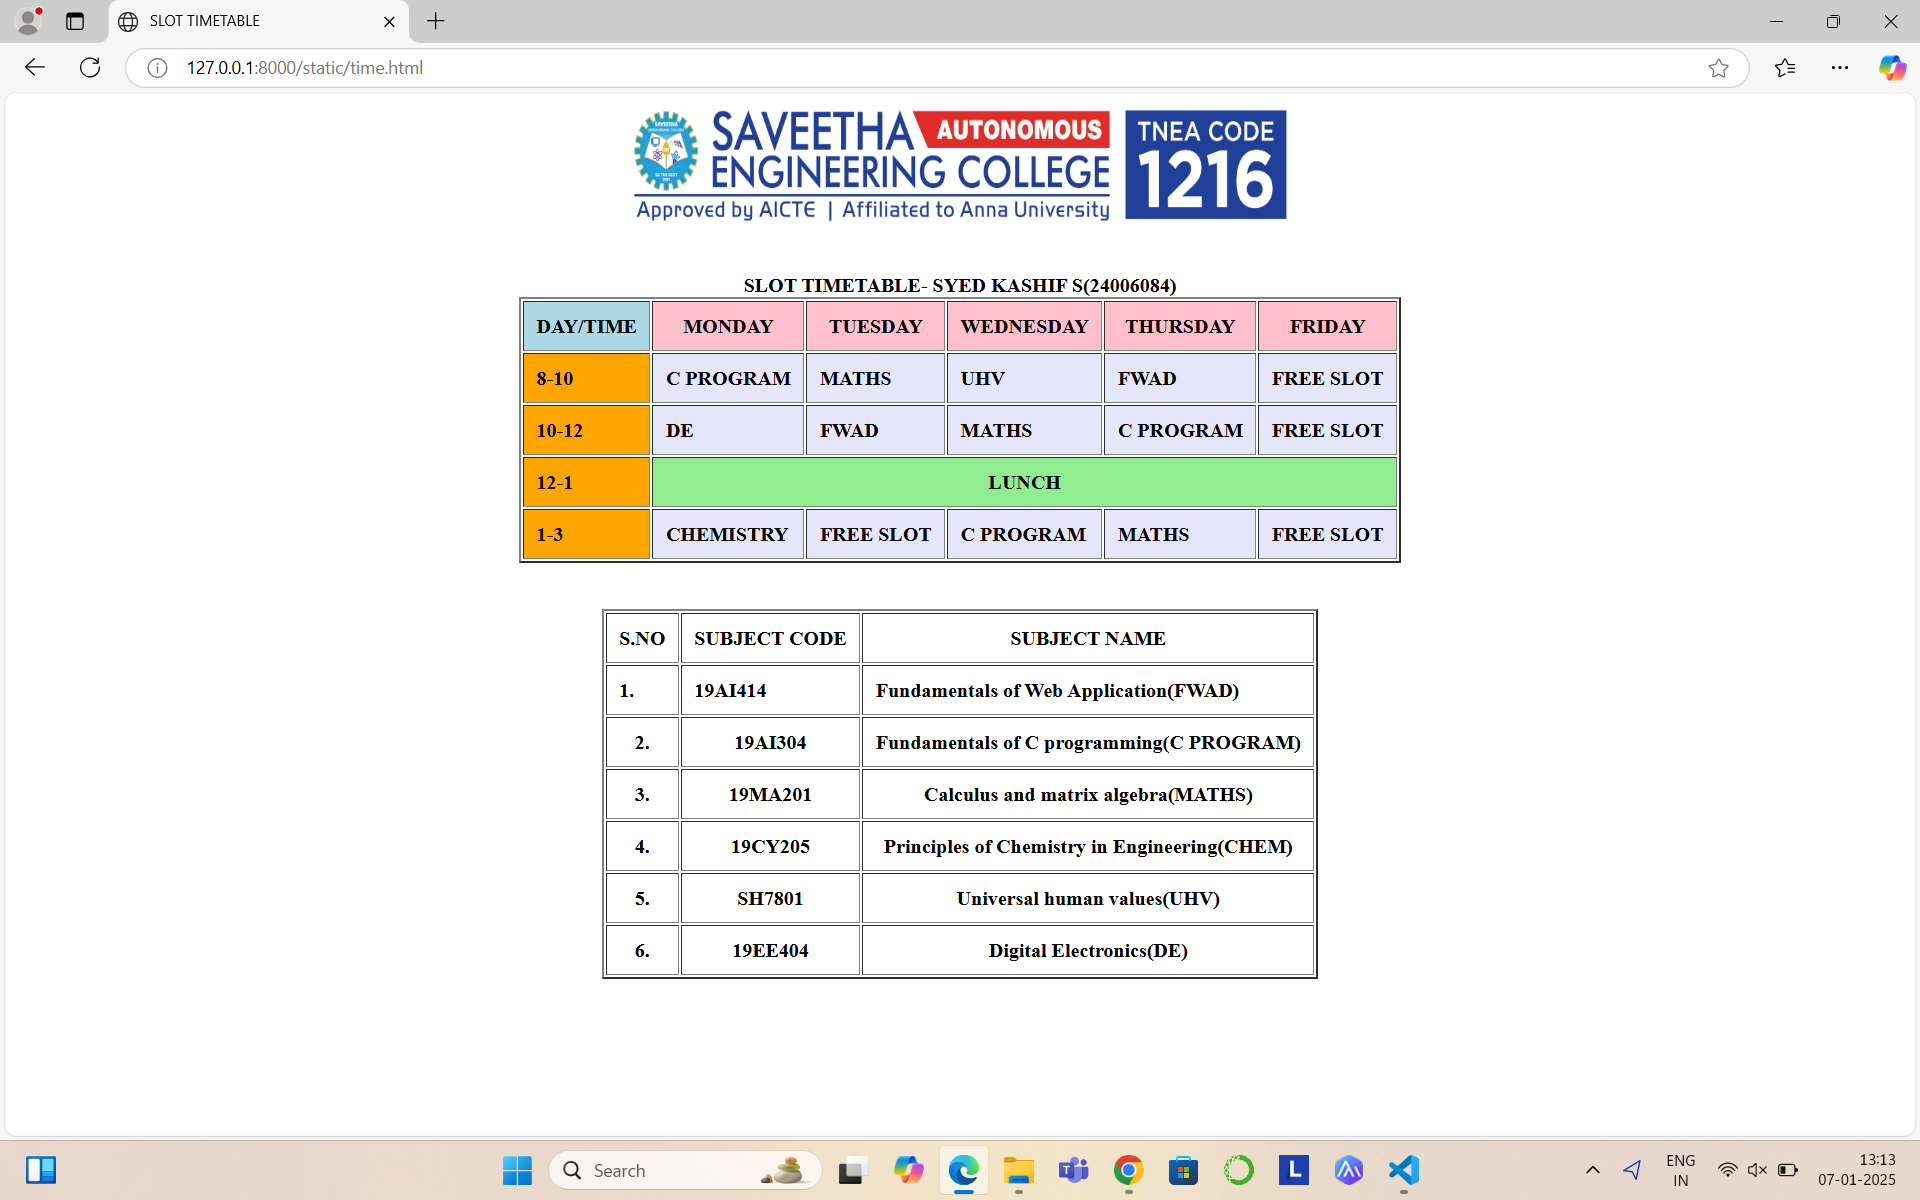 SLOT TIMETABLE
127.0.0.1:8000/static/time.html
SAVEETHA AUTONOMOUS
ENGINEERING COLLEGE
Approved by AICTE | Affiliated to Anna University
TNEA CODE
1216
SLOT TIMETABLE- SYED KASHIF S(24006084)
DAY/TIME MONDAY TUESDAY WEDNESDAY THURSDAY FRIDAY
8-10 C PROGRAM MATHS UHV FWAD FREE SLOT
10-12 DE FWAD MATHS C PROGRAM FREE SLOT
12-1 LUNCH
1-3 CHEMISTRY FREE SLOT C PROGRAM MATHS FREE SLOT
S.NO SUBJECT CODE SUBJECT NAME
1. 19AI414 Fundamentals of Web Application(FWAD)
2. 19AI304 Fundamentals of C programming(C PROGRAM)
3. 19MA201 Calculus and matrix algebra(MATHS)
4. 19CY205 Principles of Chemistry in Engineering(CHEM)
5. SH7801 Universal human values(UHV)
6. 19EE404 Digital Electronics(DE)
Search
L
ENG
IN
13:13
07-01-2025